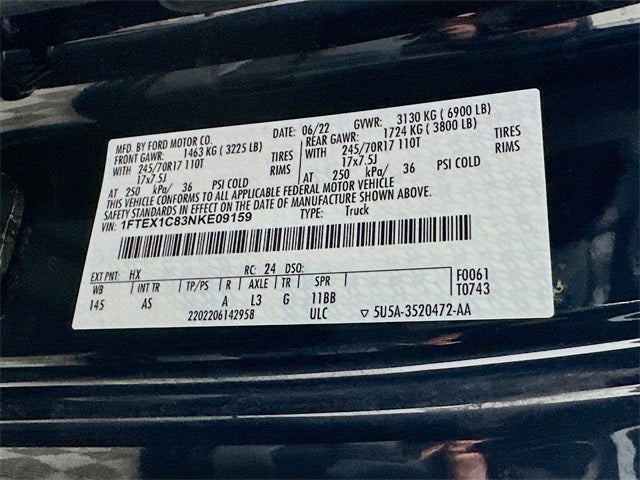 MFD. BY FORD MOTOR CO. DATE: 06/22 GVWR: 3130 KG ( 6900 LB)
FRONT GAWR: 1463 KG ( 3225 LB) REAR GAWR: 1724 KG ( 3800 LB)
WITH 245/70R17 110T TIRES WITH 245/70R17 110T TIRES
17x7.5J RIMS 17x7.5J RIMS
AT 250 kPa/ 36 PSI COLD AT 250 kPa/ 36 PSI COLD
THIS VEHICLE CONFORMS TO ALL APPLICABLE FEDERAL MOTOR VEHICLE
SAFETY STANDARDS IN EFFECT ON THE DATE OF MANUFACTURE SHOWN ABOVE.
VIN: 1FTEX1C83NKE09159 TYPE: Truck
EXT PNT: HX RC: 24 DSO: F0061
WB INT TR TP/PS R AXLE TR SPR T0743
145 AS A L3 G 11BB
2202206142958 ULC ▽ 5U5A-3520472-AA